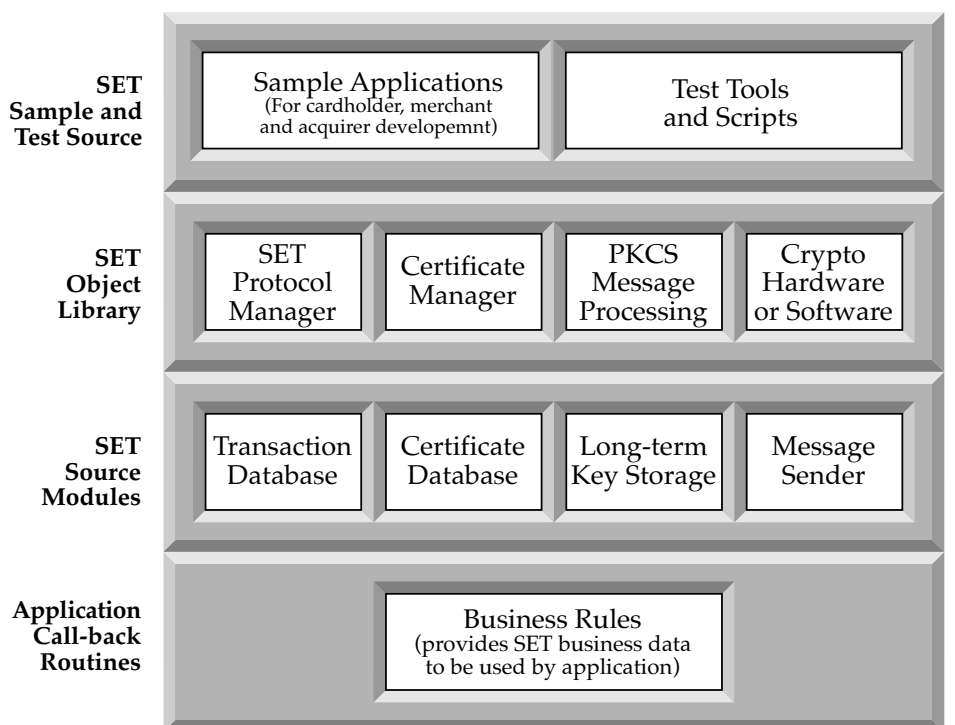 SET
Sample and
Test Source
Sample Applications
(For cardholder, merchant
and acquirer developemnt)
Test Tools
and Scripts
SET
Object
Library
SET
Protocol
Manager
Certificate
Manager
PKCS
Message
Processing
Crypto
Hardware
or Software
SET
Source
Modules
Transaction
Database
Certificate
Database
Long-term
Key Storage
Message
Sender
Application
Call-back
Routines
Business Rules
(provides SET business data
to be used by application)